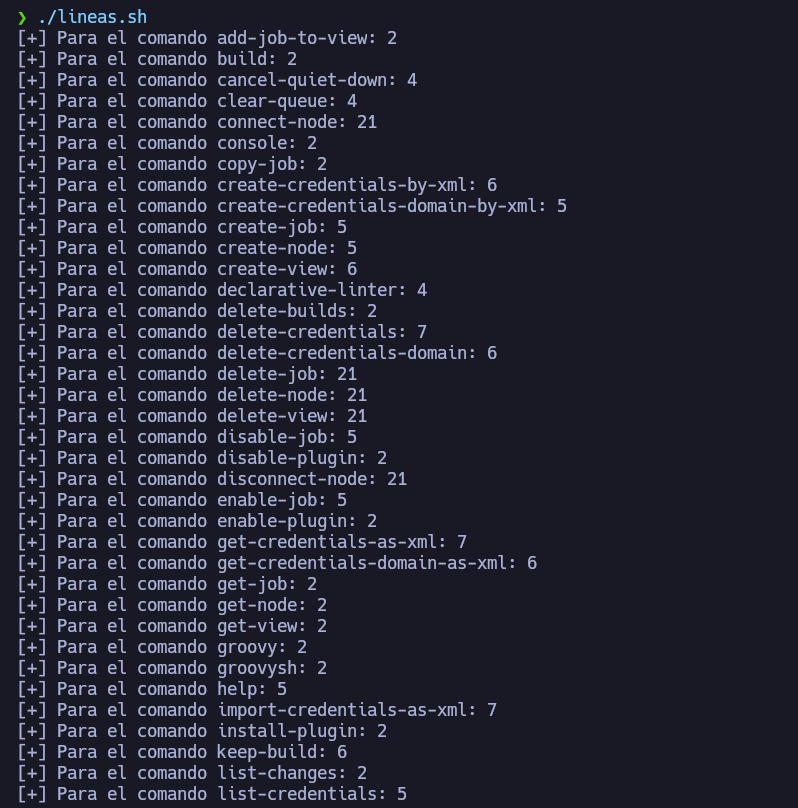 ❯ ./lineas.sh
[+] Para el comando add-job-to-view: 2
[+] Para el comando build: 2
[+] Para el comando cancel-quiet-down: 4
[+] Para el comando clear-queue: 4
[+] Para el comando connect-node: 21
[+] Para el comando console: 2
[+] Para el comando copy-job: 2
[+] Para el comando create-credentials-by-xml: 6
[+] Para el comando create-credentials-domain-by-xml: 5
[+] Para el comando create-job: 5
[+] Para el comando create-node: 5
[+] Para el comando create-view: 6
[+] Para el comando declarative-linter: 4
[+] Para el comando delete-builds: 2
[+] Para el comando delete-credentials: 7
[+] Para el comando delete-credentials-domain: 6
[+] Para el comando delete-job: 21
[+] Para el comando delete-node: 21
[+] Para el comando delete-view: 21
[+] Para el comando disable-job: 5
[+] Para el comando disable-plugin: 2
[+] Para el comando disconnect-node: 21
[+] Para el comando enable-job: 5
[+] Para el comando enable-plugin: 2
[+] Para el comando get-credentials-as-xml: 7
[+] Para el comando get-credentials-domain-as-xml: 6
[+] Para el comando get-job: 2
[+] Para el comando get-node: 2
[+] Para el comando get-view: 2
[+] Para el comando groovy: 2
[+] Para el comando groovysh: 2
[+] Para el comando help: 5
[+] Para el comando import-credentials-as-xml: 7
[+] Para el comando install-plugin: 2
[+] Para el comando keep-build: 6
[+] Para el comando list-changes: 2
[+] Para el comando list-credentials: 5